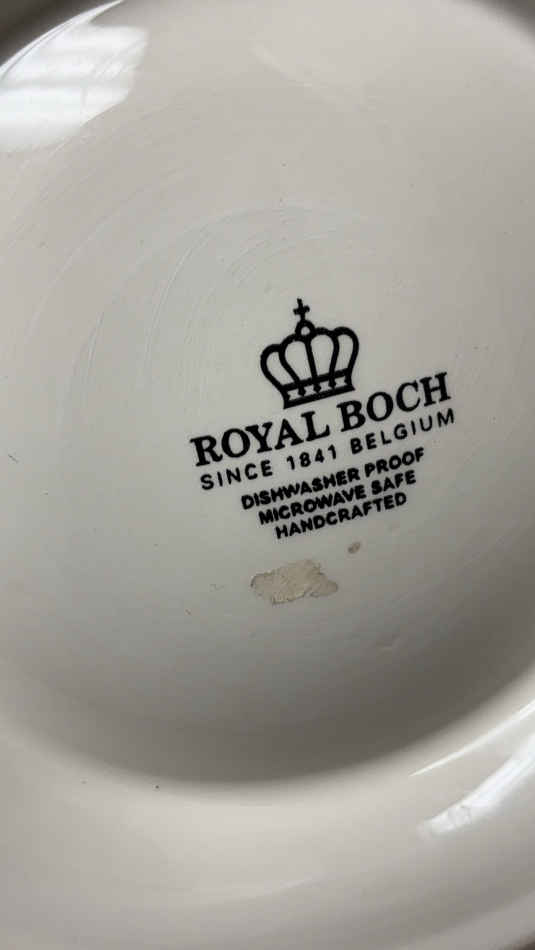 ROYAL BOCH
SINCE 1841 BELGIUM
DISHWASHER PROOF
MICROWAVE SAFE
HANDCRAFTED